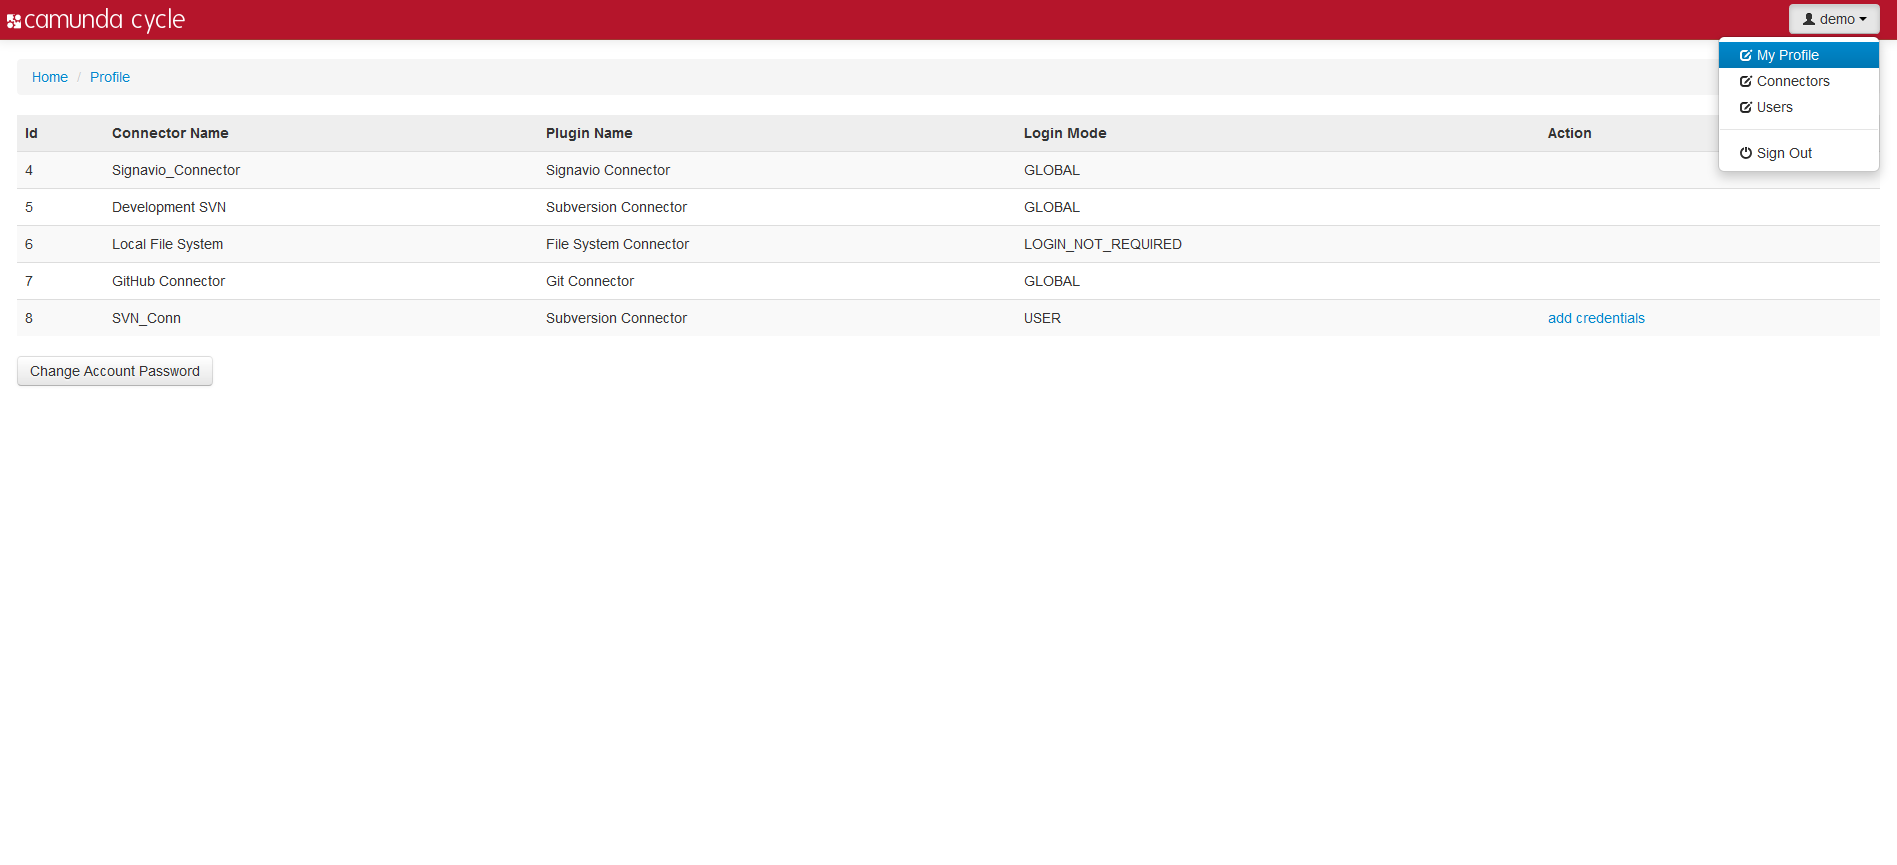 camunda cycle
demo
My Profile
Connectors
Users
Sign Out
Home / Profile
Id Connector Name Plugin Name Login Mode Action
4 Signavio_Connector Signavio Connector GLOBAL
5 Development SVN Subversion Connector GLOBAL
6 Local File System File System Connector LOGIN_NOT_REQUIRED
7 GitHub Connector Git Connector GLOBAL
8 SVN_Conn Subversion Connector USER add credentials
Change Account Password